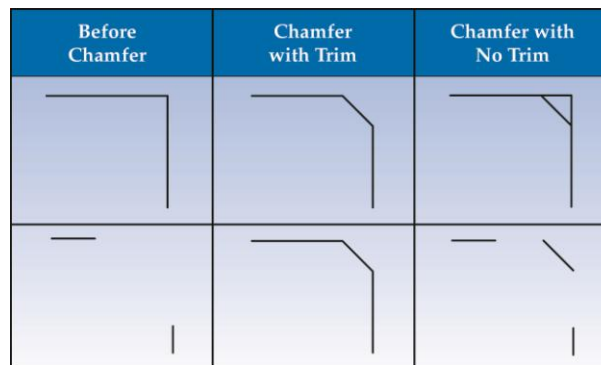 Before
Chamfer
Chamfer
with Trim
Chamfer with
No Trim